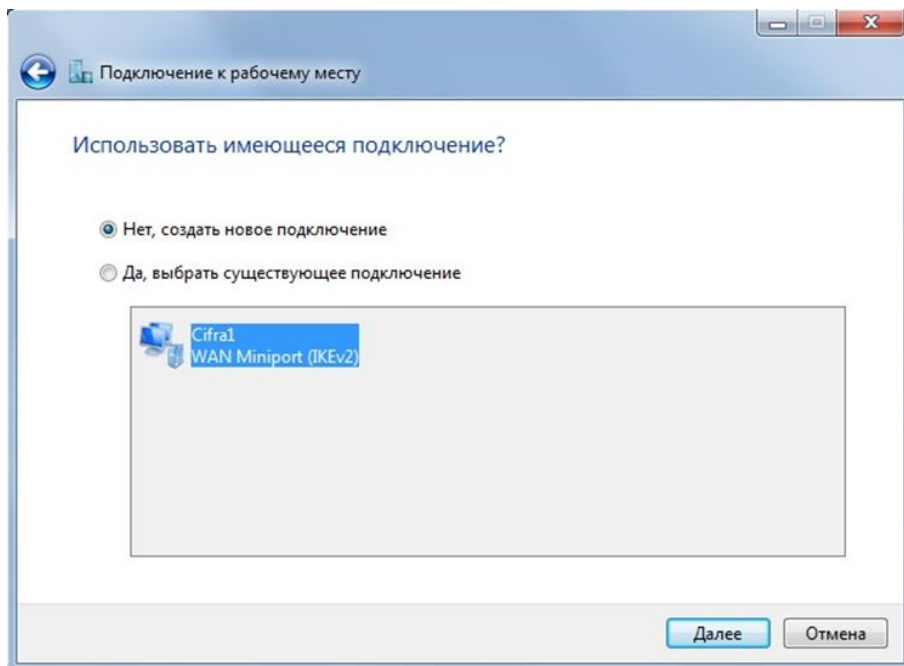 Подключение к рабочему месту
Использовать имеющееся подключение?
Нет, создать новое подключение
Да, выбрать существующее подключение
Cifra1
WAN Miniport (IKEv2)
Далее
Отмена